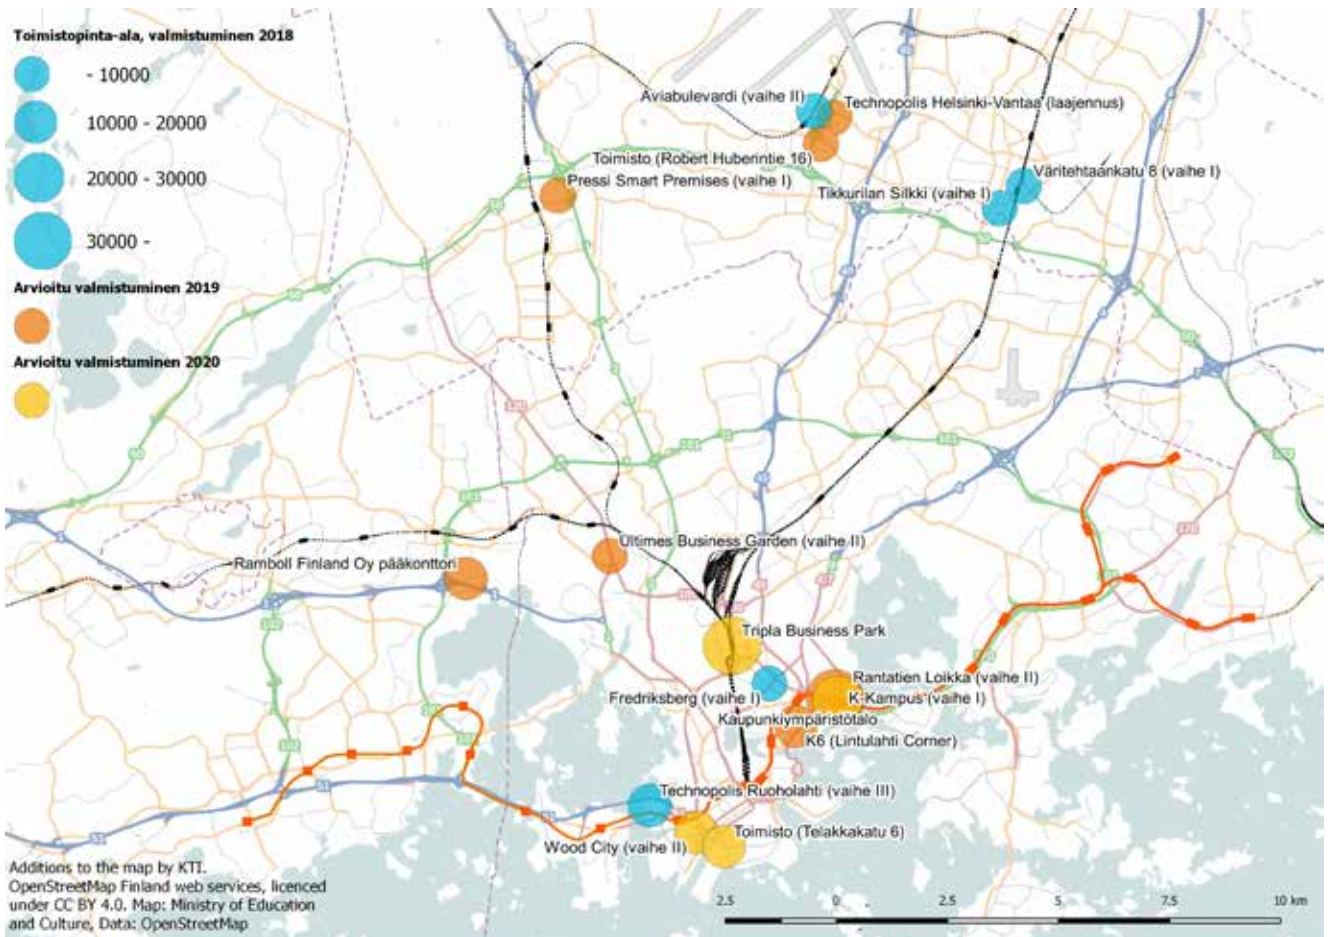 Toimistopinta-ala, valmistuminen 2018
- 10000
10000 - 20000
20000 - 30000
30000 -
Arvioitu valmistuminen 2019
Arvioitu valmistuminen 2020
Aviabulevardi (vaihe II)
Technopolis Helsinki-Vantaa (laajennus)
Toimisto (Robert Huberintie 16)
Pressi Smart Premises (vaihe I)
Väritehtaankatu 8 (vaihe I)
Tikkurilan Silkki (vaihe I)
Ultimes Business Garden (vaihe II)
Ramboll Finland Oy pääkonttori
Tripla Business Park
Rantatien Loikka (vaihe II)
Fredriksberg (vaihe I)
K-Kampus (vaihe I)
Kaupunkiympäristötalo
K6 (Lintulahti Corner)
Technopolis Ruoholahti (vaihe III)
Toimisto (Telakkakatu 6)
Wood City (vaihe II)
Additions to the map by KTI.
OpenStreetMap Finland web services, licenced
under CC BY 4.0. Map: Ministry of Education
and Culture, Data: OpenStreetMap
2.5 0 2.5 5 7.5 10 km